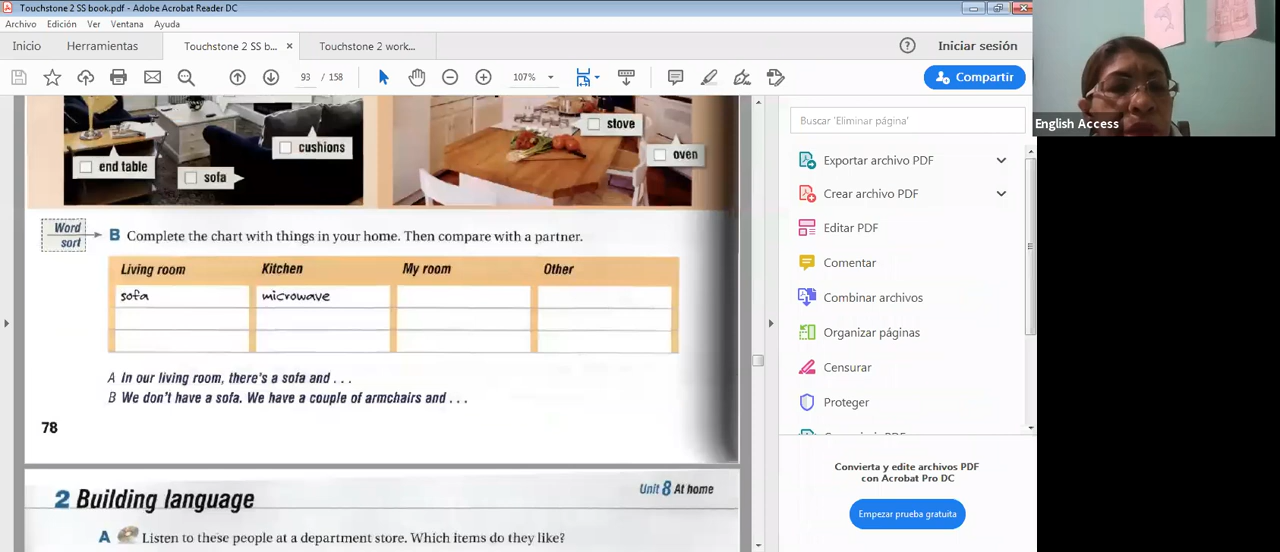 Touchstone 2 SS book.pdf - Adobe Acrobat Reader DC
Archivo Edición Ver Ventana Ayuda
Inicio Herramientas Touchstone 2 SS b... × Touchstone 2 work... Iniciar sesión
93 / 158 107% Compartir
stove
cushions
end table
sofa
oven
Word sort
B Complete the chart with things in your home. Then compare with a partner.
Living room Kitchen My room Other
sofa microwave
A In our living room, there's a sofa and . . .
B We don't have a sofa. We have a couple of armchairs and . . .
78
2 Building language
Unit 8 At home
A Listen to these people at a department store. Which items do they like?
Buscar 'Eliminar página'
Exportar archivo PDF
Crear archivo PDF
Editar PDF
Comentar
Combinar archivos
Organizar páginas
Censurar
Proteger
Convierta y edite archivos PDF
con Acrobat Pro DC
Empezar prueba gratuita
English Access